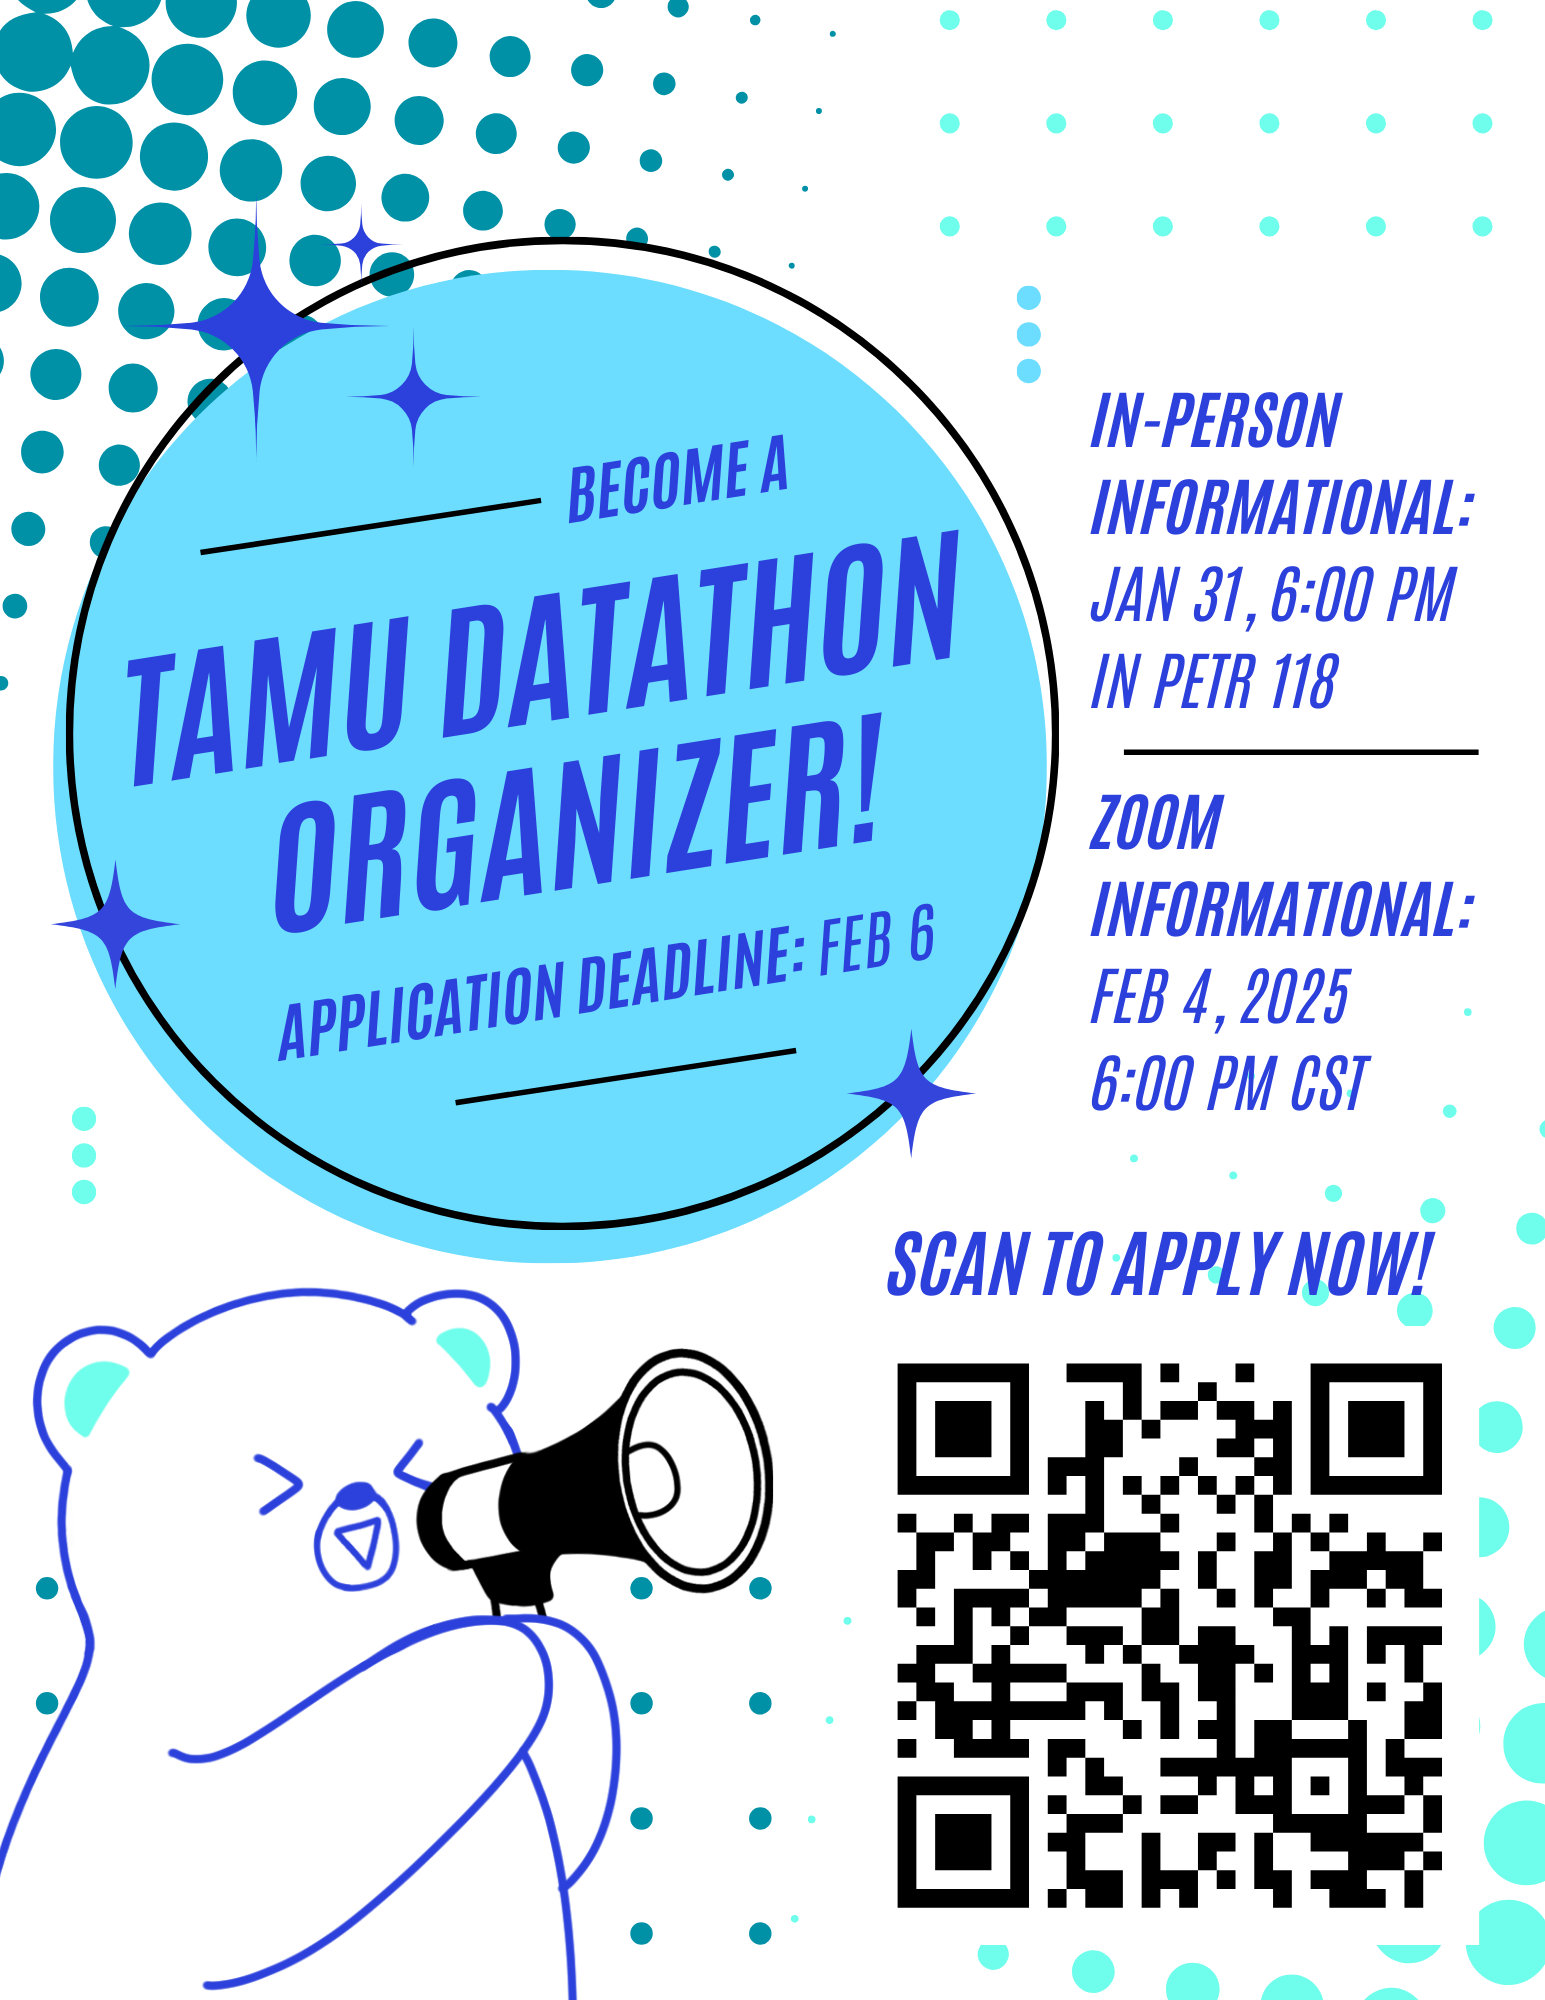 BECOME A
TAMU DATATHON
ORGANIZER!
APPLICATION DEADLINE: FEB 6
IN-PERSON
INFORMATIONAL:
JAN 31, 6:00 PM
IN PETR 118
ZOOM
INFORMATIONAL:
FEB 4, 2025
6:00 PM CST
SCAN TO APPLY NOW!